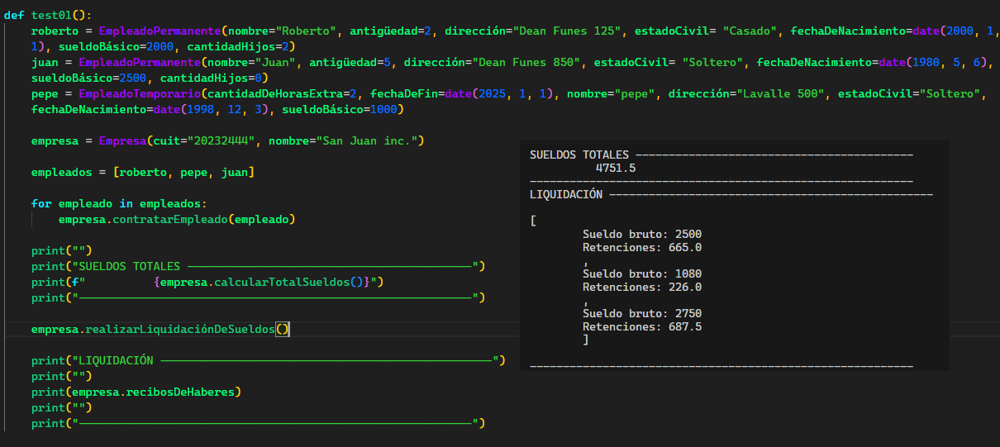 def test01():
    roberto = EmpleadoPermanente(nombre="Roberto", antigüedad=2, dirección="Dean Funes 125", estadoCivil= "Casado", fechaDeNacimiento=date(2000, 1,
    1), sueldoBásico=2000, cantidadHijos=2)
    juan = EmpleadoPermanente(nombre="Juan", antigüedad=5, dirección="Dean Funes 850", estadoCivil= "Soltero", fechaDeNacimiento=date(1980, 5, 6),
    sueldoBásico=2500, cantidadHijos=0)
    pepe = EmpleadoTemporario(cantidadDeHorasExtra=2, fechaDeFin=date(2025, 1, 1), nombre="pepe", dirección="Lavalle 500", estadoCivil="Soltero",
    fechaDeNacimiento=date(1998, 12, 3), sueldoBásico=1000)
    empresa = Empresa(cuit="20232444", nombre="San Juan inc.")
    empleados = [roberto, pepe, juan]
    for empleado in empleados:
        empresa.contratarEmpleado(empleado)
    print("")
    print("SUELDOS TOTALES ------------------------------------------")
    print(f"          {empresa.calcularTotalSueldos()}")
    print("----------------------------------------------------------")
    empresa.realizarLiquidaciónDeSueldos()
    print("LIQUIDACIÓN -------------------------------------------------")
    print("")
    print(empresa.recibosDeHaberes)
    print("")
    print("----------------------------------------------------------")
SUELDOS TOTALES ------------------------------------------
          4751.5
----------------------------------------------------------
LIQUIDACIÓN -------------------------------------------------
[
        Sueldo bruto: 2500
        Retenciones: 665.0
        ,
        Sueldo bruto: 1080
        Retenciones: 226.0
        ,
        Sueldo bruto: 2750
        Retenciones: 687.5
        ]
----------------------------------------------------------